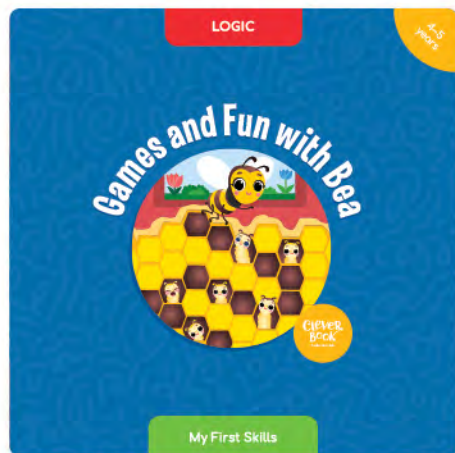 LOGIC
4–5
years
Games and Fun with Bea
CLEVER
BOOK
My First Skills